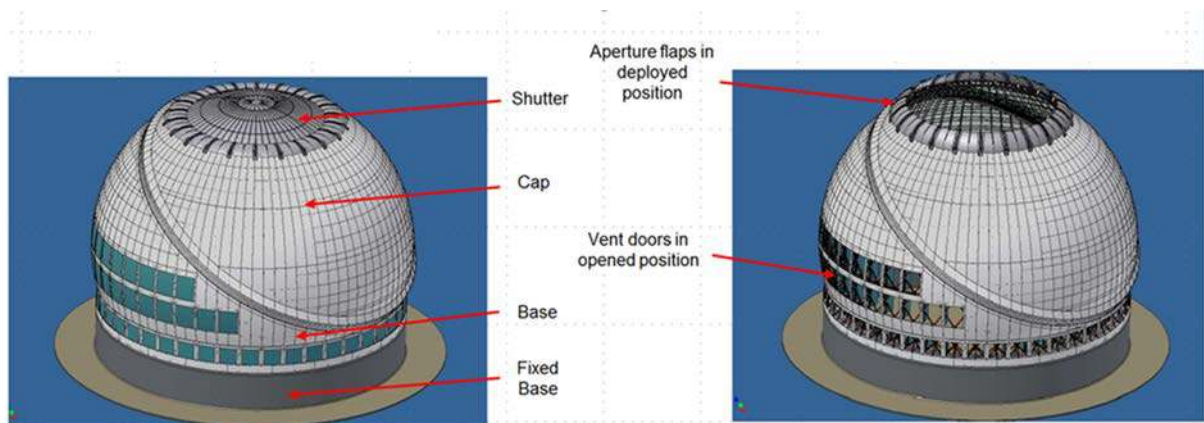 Shutter
Cap
Base
Fixed
Base
Aperture flaps in
deployed
position
Vent doors in
opened position